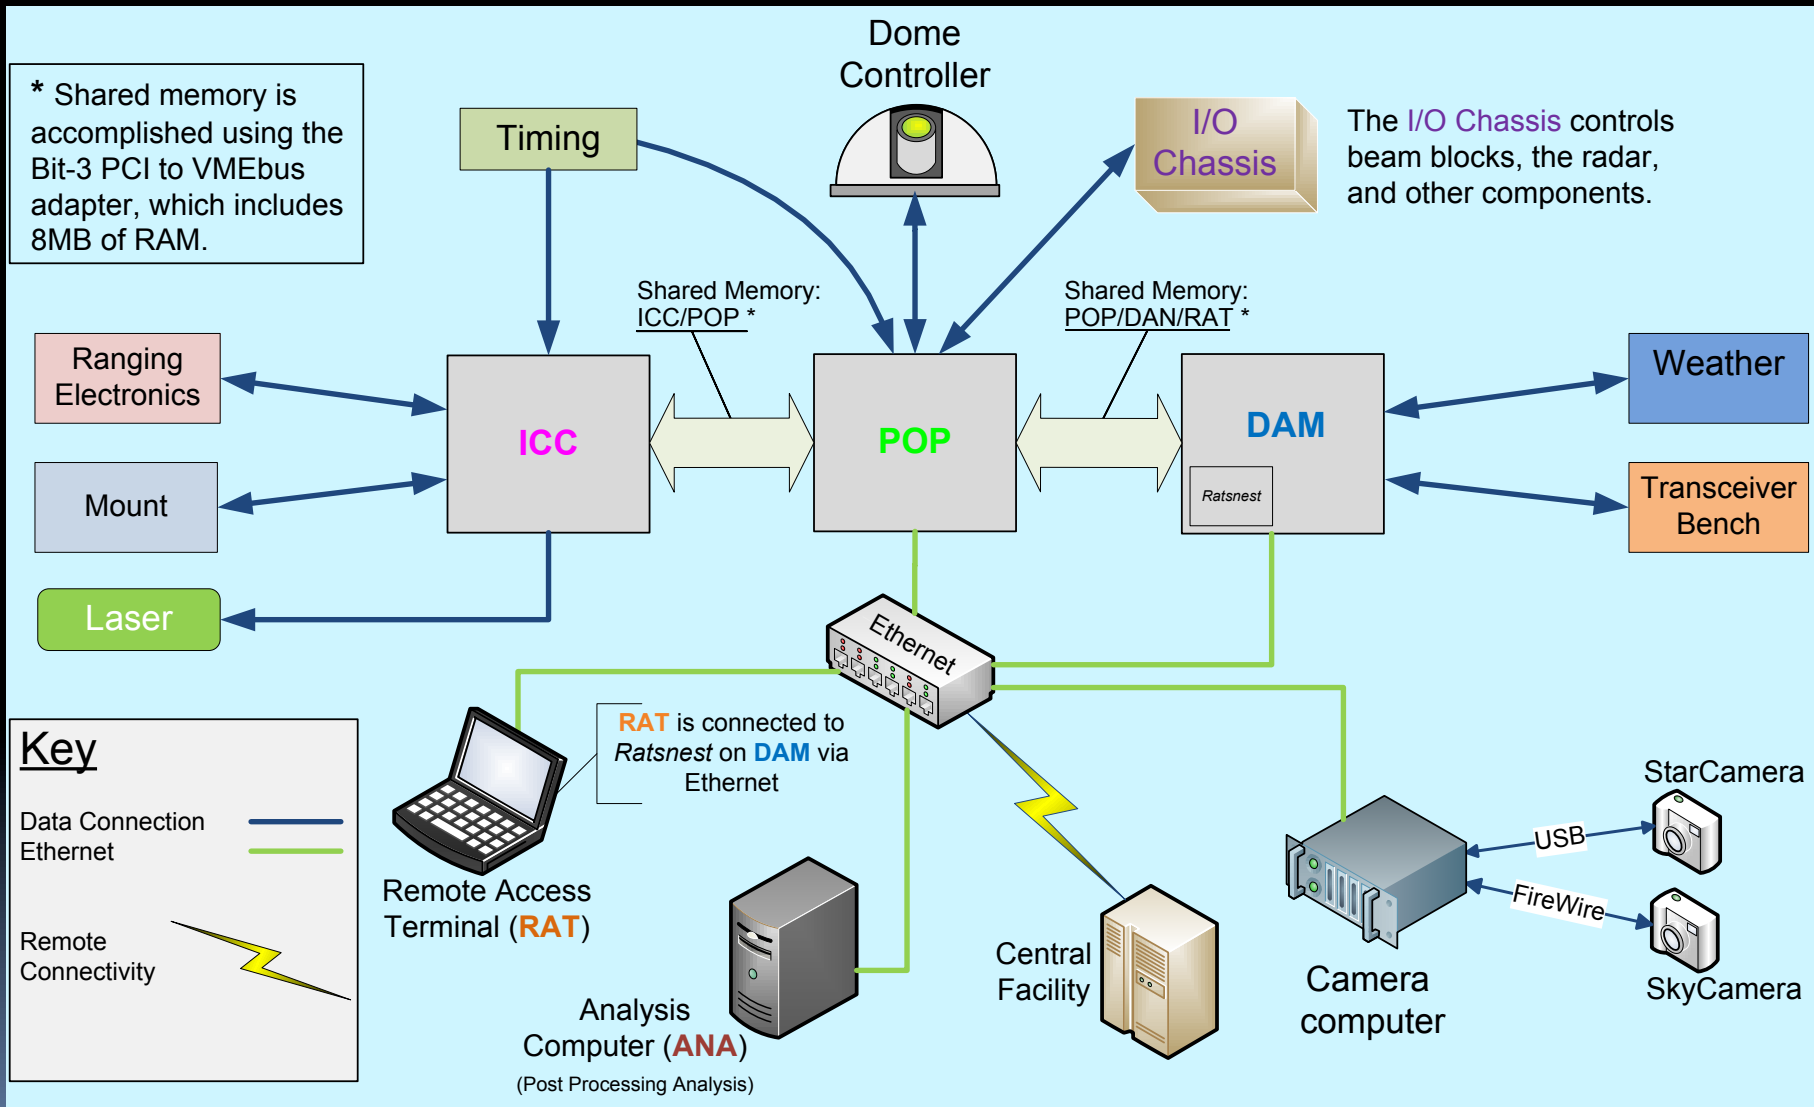 Dome
Controller
* Shared memory is
accomplished using the
Bit-3 PCI to VMEbus
adapter, which includes
8MB of RAM.
Timing
I/O
Chassis
The I/O Chassis controls
beam blocks, the radar,
and other components.
Shared Memory:
ICC/POP *
Shared Memory:
POP/DAN/RAT *
Ranging
Electronics
Mount
Laser
ICC
POP
DAM
Ratsnest
Weather
Transceiver
Bench
Ethernet
RAT is connected to
Ratsnest on DAM via
Ethernet
Key
Data Connection
Ethernet
Remote
Connectivity
Remote Access
Terminal (RAT)
Analysis
Computer (ANA)
(Post Processing Analysis)
Central
Facility
Camera
computer
USB
FireWire
StarCamera
SkyCamera